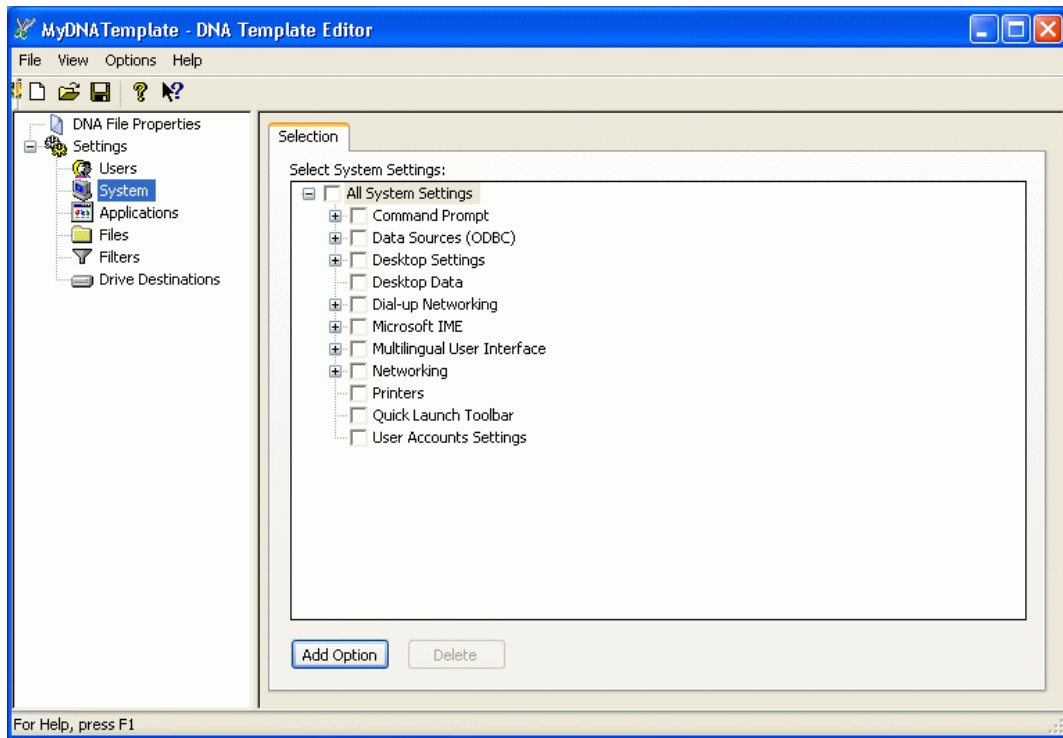 MyDNATemplate - DNA Template Editor
File View Options Help
DNA File Properties
Settings
Users
System
Applications
Files
Filters
Drive Destinations
Selection
Select System Settings:
All System Settings
Command Prompt
Data Sources (ODBC)
Desktop Settings
Desktop Data
Dial-up Networking
Microsoft IME
Multilingual User Interface
Networking
Printers
Quick Launch Toolbar
User Accounts Settings
Add Option Delete
For Help, press F1